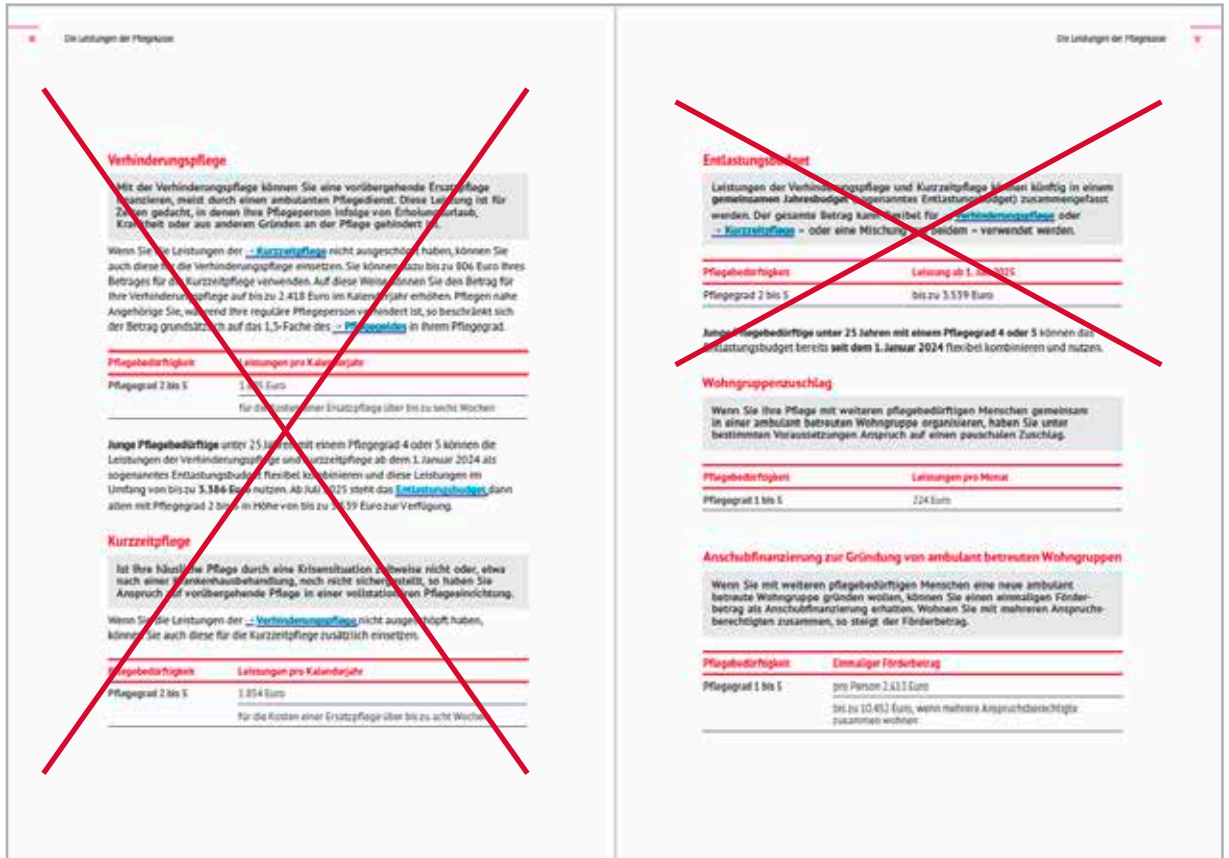 Die Leistungen der Pflegekasse
Verhinderungspflege
Mit der Verhinderungspflege können Sie eine vorübergehende Ersatzpflege
finanzieren, meist durch einen ambulanten Pflegedienst. Diese Leistung ist für
Zeiten gedacht, in denen Ihre Pflegeperson infolge von Erholungsurlaub,
Krankheit oder aus anderen Gründen an der Pflege gehindert ist.
Wenn Sie die Leistungen der → Kurzzeitpflege nicht ausgeschöpft haben, können Sie
auch diese für die Verhinderungspflege einsetzen. Sie können dazu bis zu 806 Euro Ihres
Betrages für die Kurzzeitpflege verwenden. Auf diese Weise können Sie den Betrag für
Ihre Verhinderungspflege auf bis zu 2.418 Euro im Kalenderjahr erhöhen. Pflegen nahe
Angehörige Sie, während Ihre reguläre Pflegeperson verhindert ist, so beschränkt sich
der Betrag grundsätzlich auf das 1,5-Fache des → Pflegegeldes in Ihrem Pflegegrad.
Pflegebedürftigkeit Leistungen pro Kalenderjahr
Pflegegrad 2 bis 5 Euro
für die Kosten einer Ersatzpflege über bis zu sechs Wochen
Junge Pflegebedürftige unter 25 Jahren mit einem Pflegegrad 4 oder 5 können die
Leistungen der Verhinderungspflege und Kurzzeitpflege ab dem 1. Januar 2024 als
sogenanntes Entlastungsbudget flexibel kombinieren und diese Leistungen im
Umfang von bis zu 3.386 Euro nutzen. Ab Juli 2025 steht das Entlastungsbudget dann
allen mit Pflegegrad 2 bis 5 in Höhe von bis zu 3.539 Euro zur Verfügung.
Kurzzeitpflege
Ist Ihre häusliche Pflege durch eine Krisensituation zeitweise nicht oder, etwa
nach einer Krankenhausbehandlung, noch nicht sichergestellt, so haben Sie
Anspruch auf vorübergehende Pflege in einer vollstationären Pflegeeinrichtung.
Wenn Sie die Leistungen der → Verhinderungspflege nicht ausgeschöpft haben,
können Sie auch diese für die Kurzzeitpflege zusätzlich einsetzen.
Pflegebedürftigkeit Leistungen pro Kalenderjahr
Pflegegrad 2 bis 5 1.854 Euro
für die Kosten einer Ersatzpflege über bis zu acht Wochen
Die Leistungen der Pflegekasse
Entlastungsbudget
Leistungen der Verhinderungspflege und Kurzzeitpflege können künftig in einem
gemeinsamen Jahresbudget (sogenanntes Entlastungsbudget) zusammengefasst
werden. Der gesamte Betrag kann flexibel für → Verhinderungspflege oder
→ Kurzzeitpflege – oder eine Mischung aus beidem – verwendet werden.
Pflegebedürftigkeit Leistung ab 1. Juli 2025
Pflegegrad 2 bis 5 bis zu 3.539 Euro
Junge Pflegebedürftige unter 25 Jahren mit einem Pflegegrad 4 oder 5 können das
Entlastungsbudget bereits seit dem 1. Januar 2024 flexibel kombinieren und nutzen.
Wohngruppenzuschlag
Wenn Sie Ihre Pflege mit weiteren pflegebedürftigen Menschen gemeinsam
in einer ambulant betreuten Wohngruppe organisieren, haben Sie unter
bestimmten Voraussetzungen Anspruch auf einen pauschalen Zuschlag.
Pflegebedürftigkeit Leistungen pro Monat
Pflegegrad 1 bis 5 224 Euro
Anschubfinanzierung zur Gründung von ambulant betreuten Wohngruppen
Wenn Sie mit weiteren pflegebedürftigen Menschen eine neue ambulant
betreute Wohngruppe gründen wollen, können Sie einen einmaligen Förder-
betrag als Anschubfinanzierung erhalten. Wohnen Sie mit mehreren Anspruchs-
berechtigten zusammen, so steigt der Förderbetrag.
Pflegebedürftigkeit Einmaliger Förderbetrag
Pflegegrad 1 bis 5 pro Person 2.613 Euro
bis zu 10.452 Euro, wenn mehrere Anspruchsberechtigte
zusammen wohnen